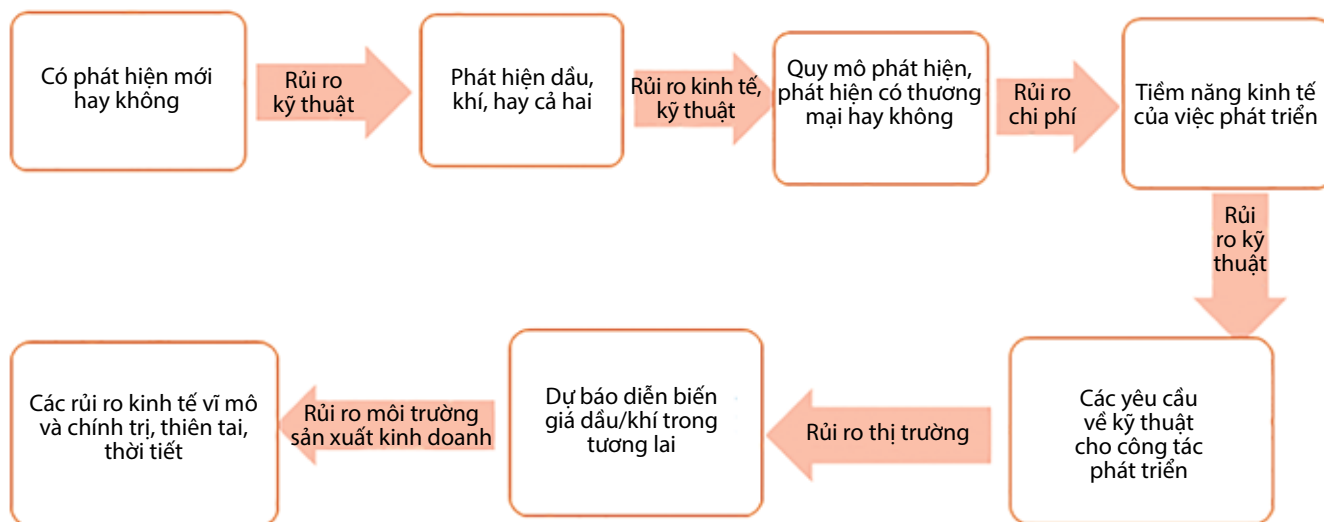 Có phát hiện mới
hay không
Rủi ro
kỹ thuật
Phát hiện dầu,
khí, hay cả hai
Rủi ro kinh tế,
kỹ thuật
Quy mô phát hiện,
phát hiện có thương
mại hay không
Rủi ro
chi phí
Tiềm năng kinh tế
của việc phát triển
Rủi
ro kỹ
thuật
Các yêu cầu
về kỹ thuật
cho công tác
phát triển
Rủi ro thị trường
Dự báo diễn biến
giá dầu/khí trong
tương lai
Rủi ro môi trường
sản xuất kinh doanh
Các rủi ro kinh tế vĩ mô
và chính trị, thiên tai,
thời tiết